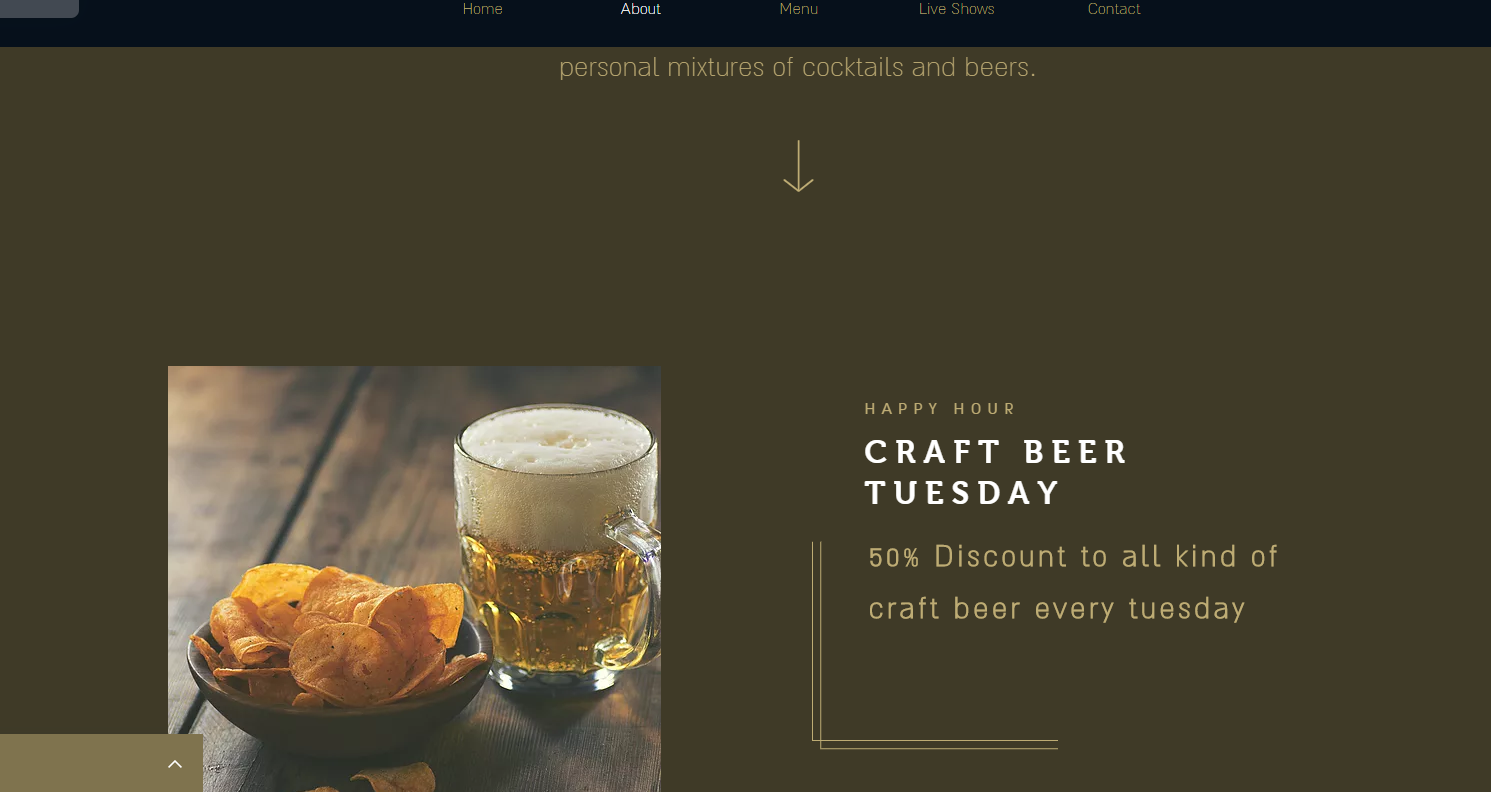 Home About Menu Live Shows Contact
personal mixtures of cocktails and beers.
HAPPY HOUR
CRAFT BEER
TUESDAY
50% Discount to all kind of
craft beer every tuesday